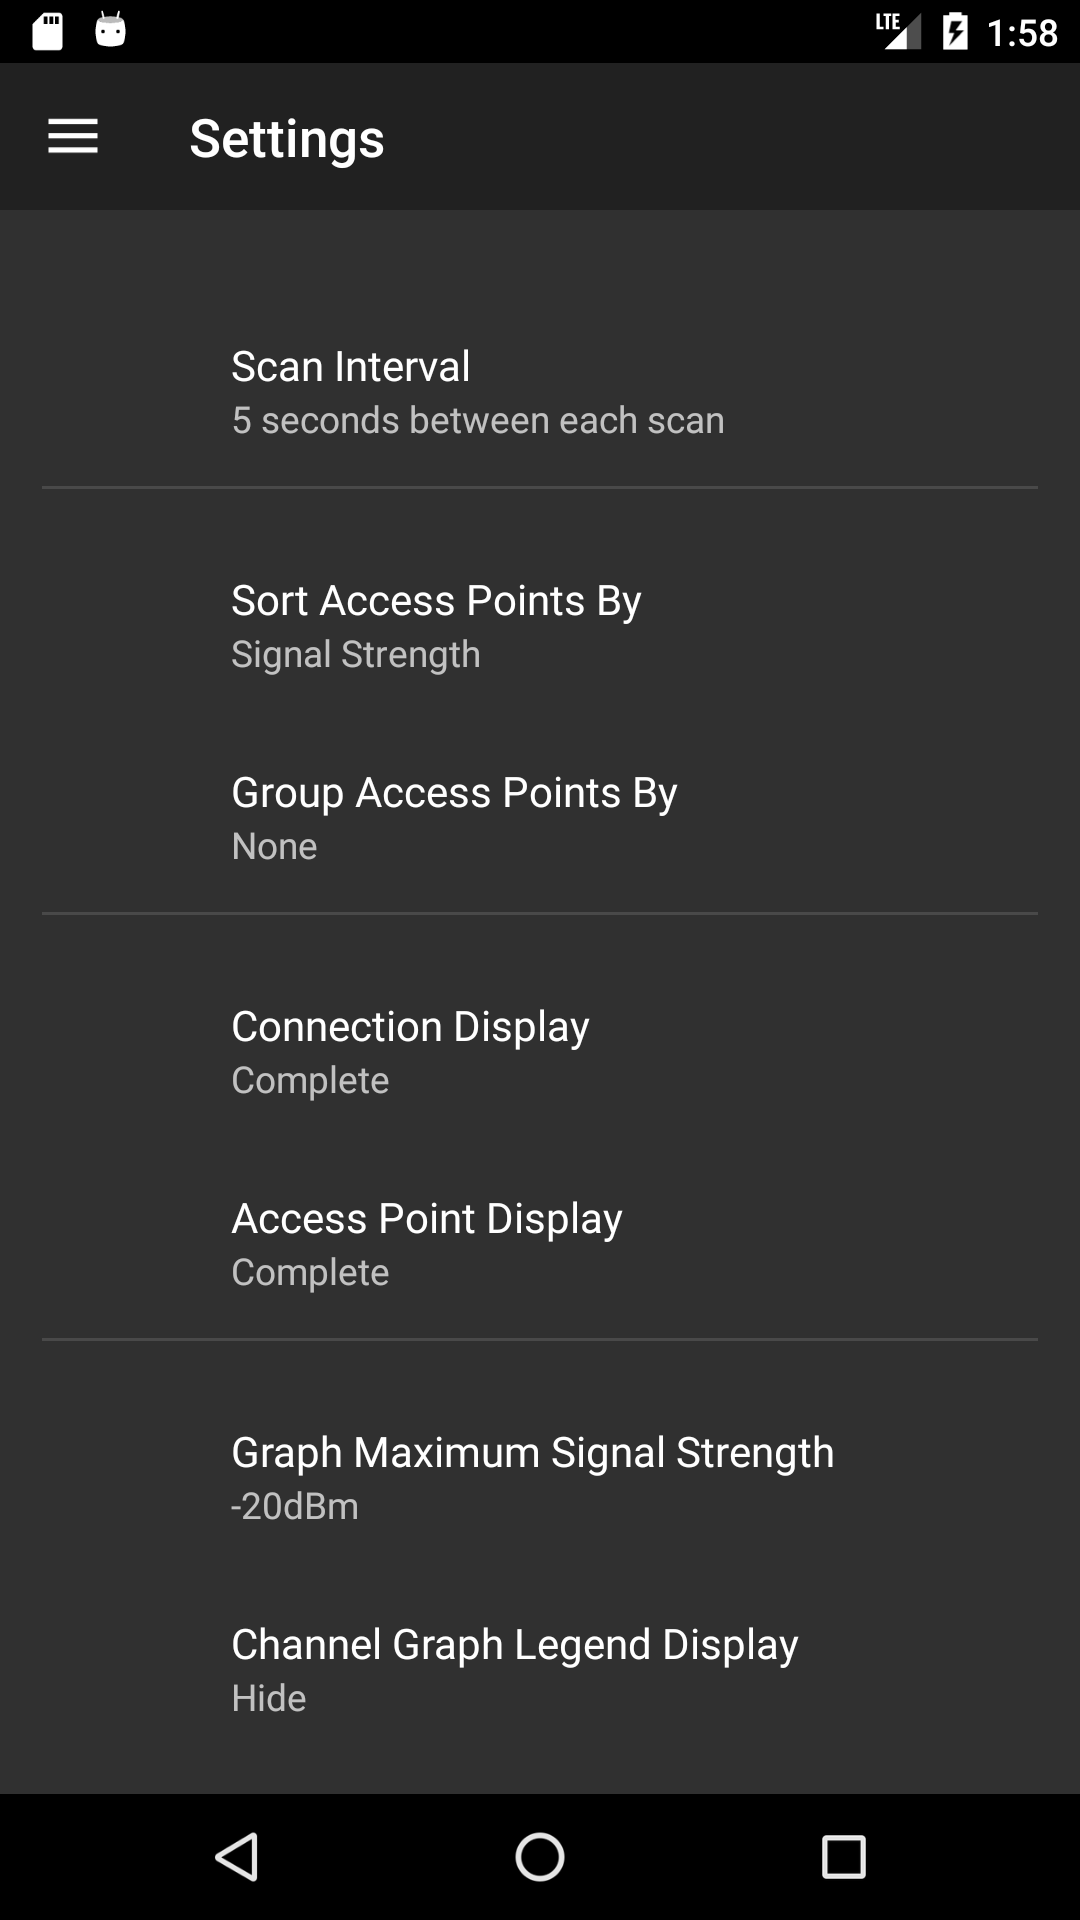 LTE 1:58
Settings
Scan Interval
5 seconds between each scan
Sort Access Points By
Signal Strength
Group Access Points By
None
Connection Display
Complete
Access Point Display
Complete
Graph Maximum Signal Strength
-20dBm
Channel Graph Legend Display
Hide